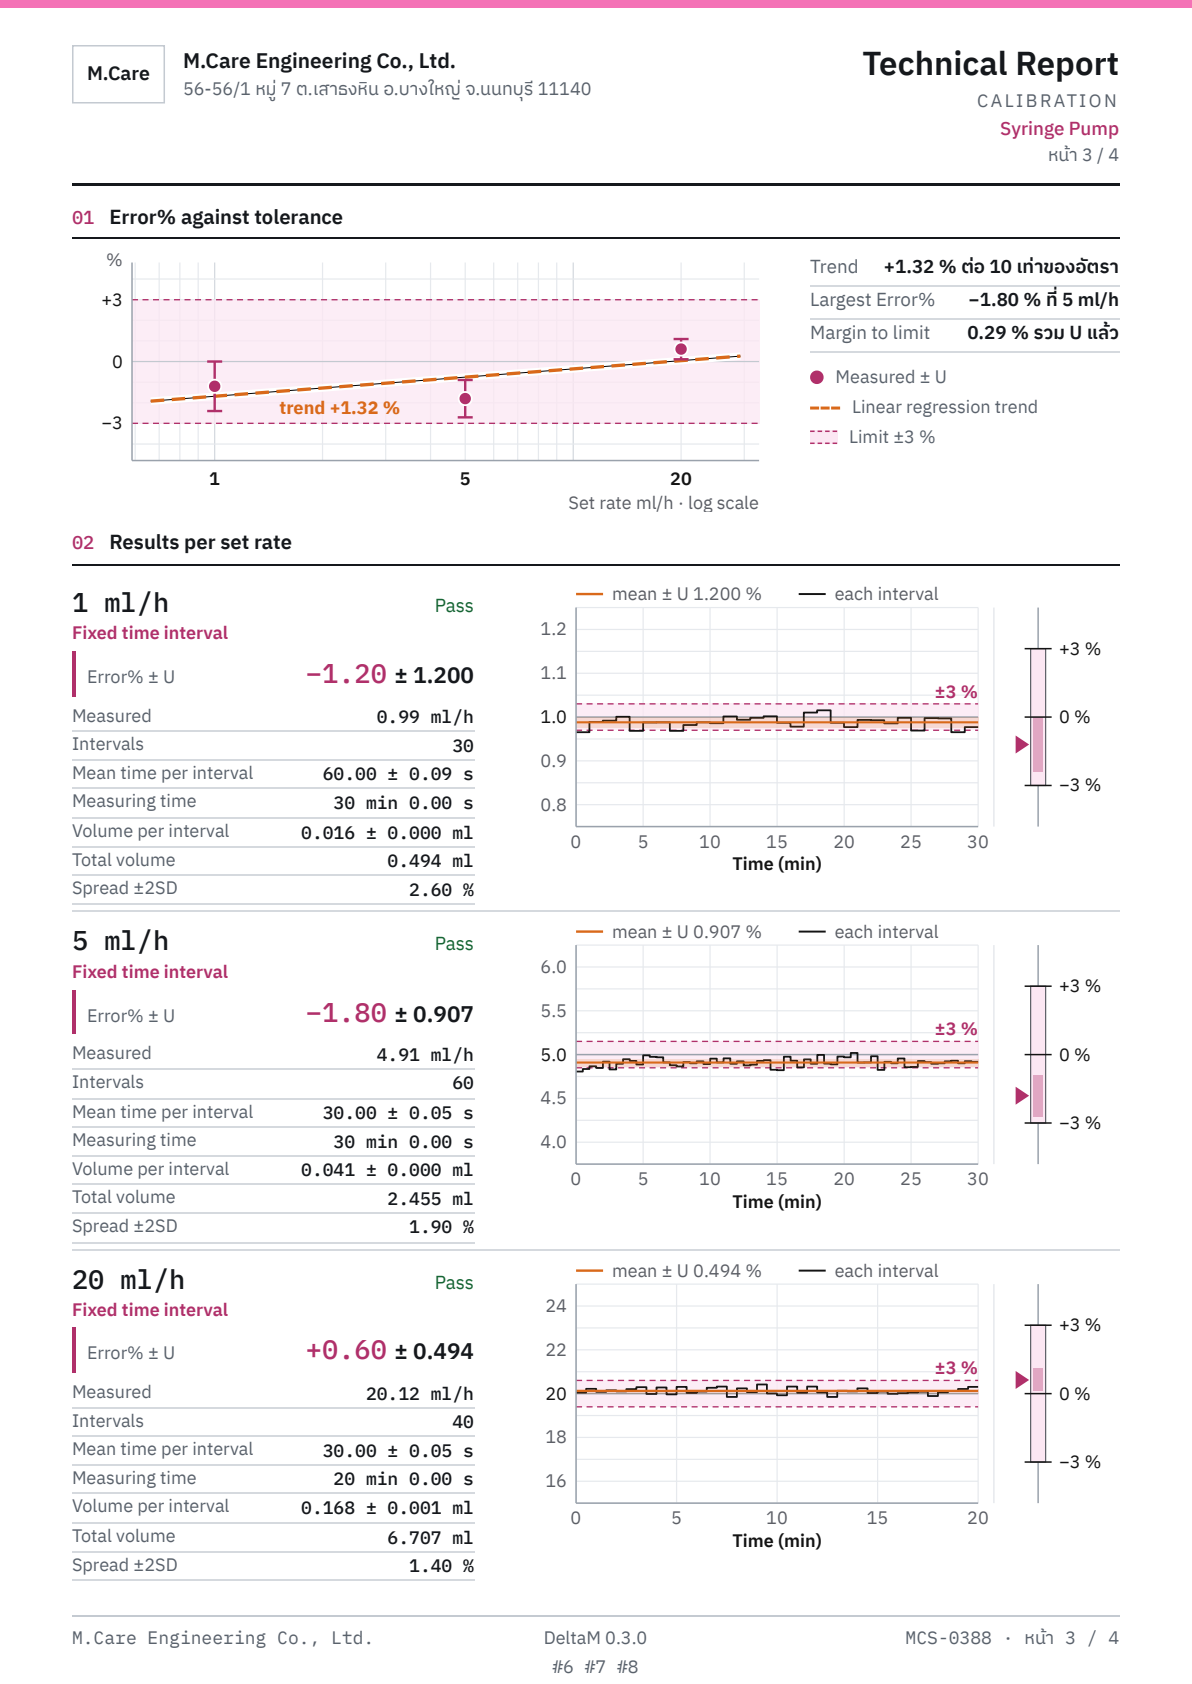 M.Care
M.Care Engineering Co., Ltd.
56-56/1 หมู่ 7 ต.เสาธงหิน อ.บางใหญ่ จ.นนทบุรี 11140
Technical Report
CALIBRATION
Syringe Pump
หน้า 3 / 4
01 Error% against tolerance
%
+3
0
−3
trend +1.32 %
1 5 20
Set rate ml/h · log scale
Trend +1.32 % ต่อ 10 เท่าของอัตรา
Largest Error% −1.80 % ที่ 5 ml/h
Margin to limit 0.29 % รวม U แล้ว
Measured ± U
Linear regression trend
Limit ±3 %
02 Results per set rate
1 ml/h Pass
Fixed time interval
Error% ± U −1.20 ± 1.200
Measured 0.99 ml/h
Intervals 30
Mean time per interval 60.00 ± 0.09 s
Measuring time 30 min 0.00 s
Volume per interval 0.016 ± 0.000 ml
Total volume 0.494 ml
Spread ±2SD 2.60 %
mean ± U 1.200 % each interval
1.2
1.1
1.0
0.9
0.8
±3 %
0 5 10 15 20 25 30
Time (min)
+3 %
0 %
−3 %
5 ml/h Pass
Fixed time interval
Error% ± U −1.80 ± 0.907
Measured 4.91 ml/h
Intervals 60
Mean time per interval 30.00 ± 0.05 s
Measuring time 30 min 0.00 s
Volume per interval 0.041 ± 0.000 ml
Total volume 2.455 ml
Spread ±2SD 1.90 %
mean ± U 0.907 % each interval
6.0
5.5
5.0
4.5
4.0
±3 %
0 5 10 15 20 25 30
Time (min)
+3 %
0 %
−3 %
20 ml/h Pass
Fixed time interval
Error% ± U +0.60 ± 0.494
Measured 20.12 ml/h
Intervals 40
Mean time per interval 30.00 ± 0.05 s
Measuring time 20 min 0.00 s
Volume per interval 0.168 ± 0.001 ml
Total volume 6.707 ml
Spread ±2SD 1.40 %
mean ± U 0.494 % each interval
24
22
20
18
16
±3 %
0 5 10 15 20
Time (min)
+3 %
0 %
−3 %
M.Care Engineering Co., Ltd. DeltaM 0.3.0 MCS-0388 · หน้า 3 / 4
#6 #7 #8